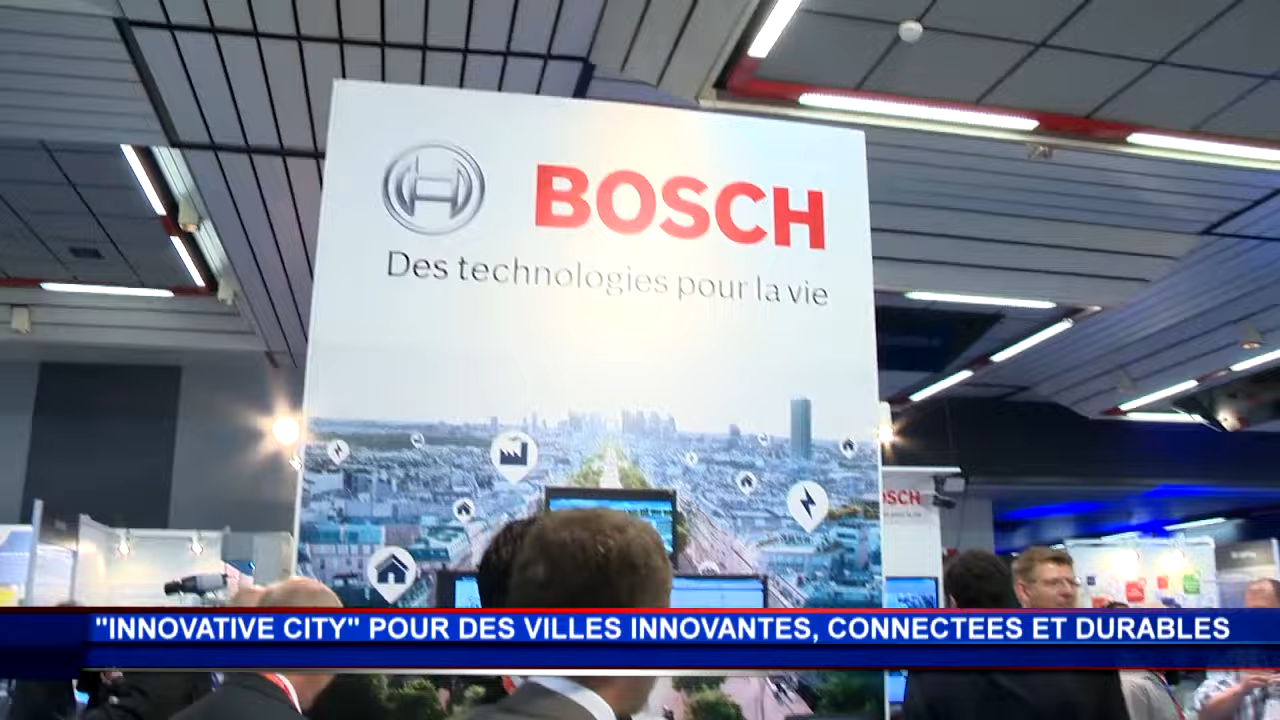 BOSCH
Des technologies pour la vie
BOSCH
"INNOVATIVE CITY" POUR DES VILLES INNOVANTES, CONNECTEES ET DURABLES